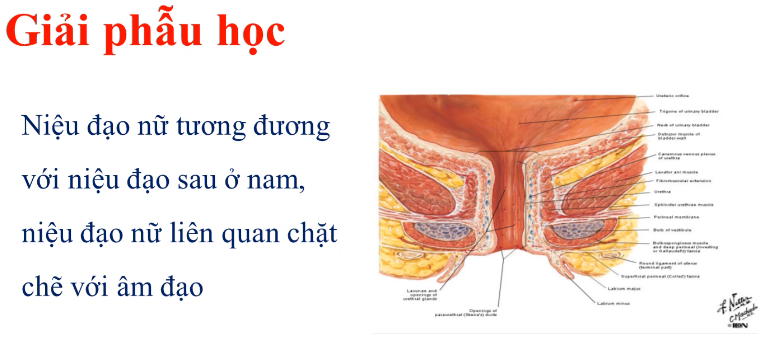 Giải phẫu học
Niệu đạo nữ tương đương
với niệu đạo sau ở nam,
niệu đạo nữ liên quan chặt
chẽ với âm đạo
Ureteric orifice
Trigone of urinary bladder
Neck of urinary bladder
Detrusor muscle of
bladder wall
Cavernous venous plexus
of urethra
Levator ani muscle
Fibromuscular extension
Urethra
Sphincter urethrae muscle
Perineal membrane
Bulb of vestibule
Bulbospongiosus muscle
and deep perineal (investing
or Gallaudet's) fascia
Round ligament of uterus
(terminal part)
Superficial perineal (Colles') fascia
Labium majus
Labium minus
Lacunae and
openings of
urethral glands
Openings of
paraurethral (Skene's) ducts